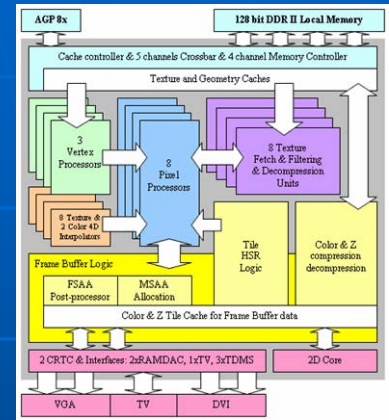 AGP 8x
128 bit DDR II Local Memory
Cache controller & 5 channels Crossbar & 4 channel Memory Controller
Texture and Geometry Caches
3
Vertex
Processors
8
Pixel
Processors
8 Texture
Fetch & Filtering
& Decompression
Units
8 Texture &
2 Color 4D
Interpolators
Tile
HSR
Logic
Color & Z
compression
decompression
Frame Buffer Logic
FSAA
Post-processor
MSAA
Allocation
Color & Z Tile Cache for Frame Buffer data
2 CRTC & Interfaces: 2xRAMDAC, 1xTV, 3xTDMS
2D Core
VGA
TV
DVI